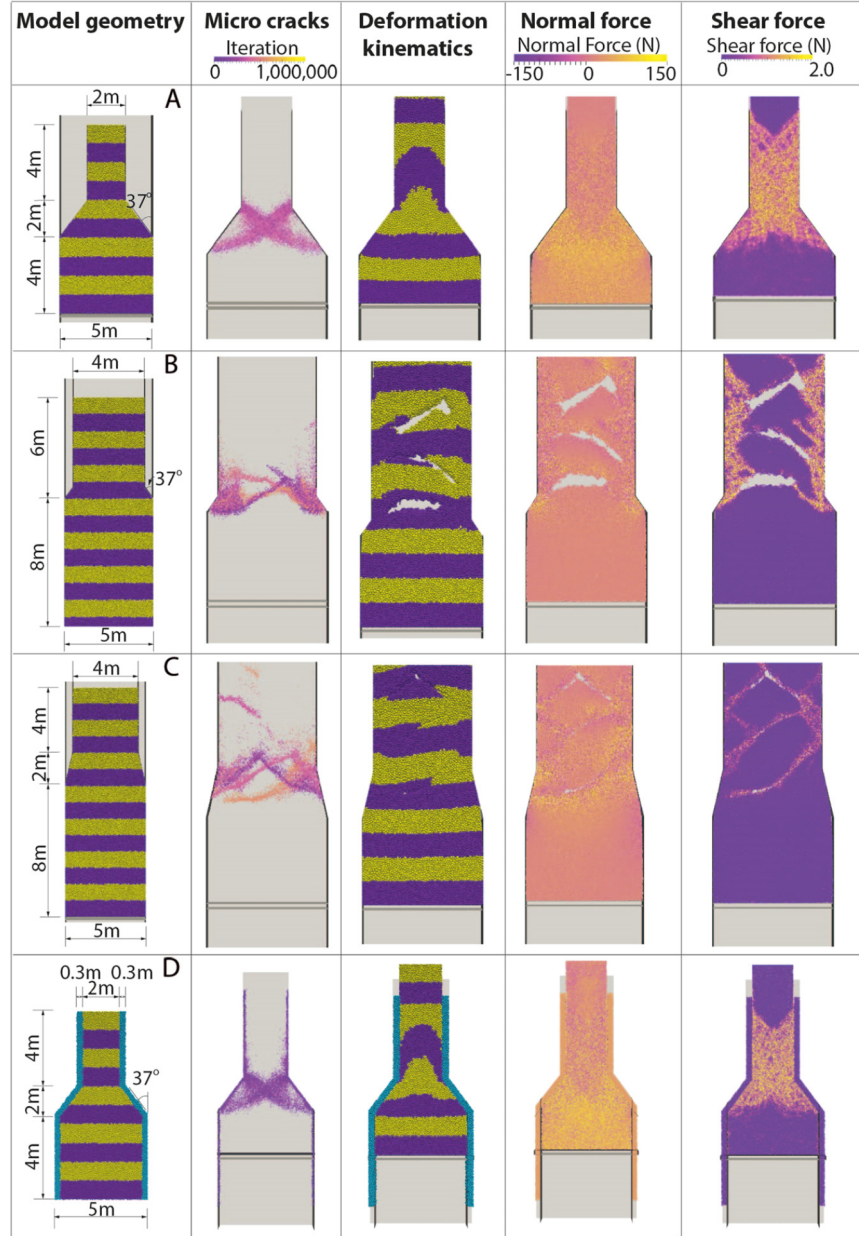 Model geometry
Micro cracks
Deformation
kinematics
Normal force
Shear force
Iteration
0
1,000,000
Normal Force (N)
-150
0
150
Shear force (N)
0
2.0
A
2m
4m
37°
2m
4m
5m
B
4m
6m
37°
8m
5m
C
4m
4m
2m
8m
5m
D
0.3m
0.3m
2m
4m
37°
2m
4m
5m